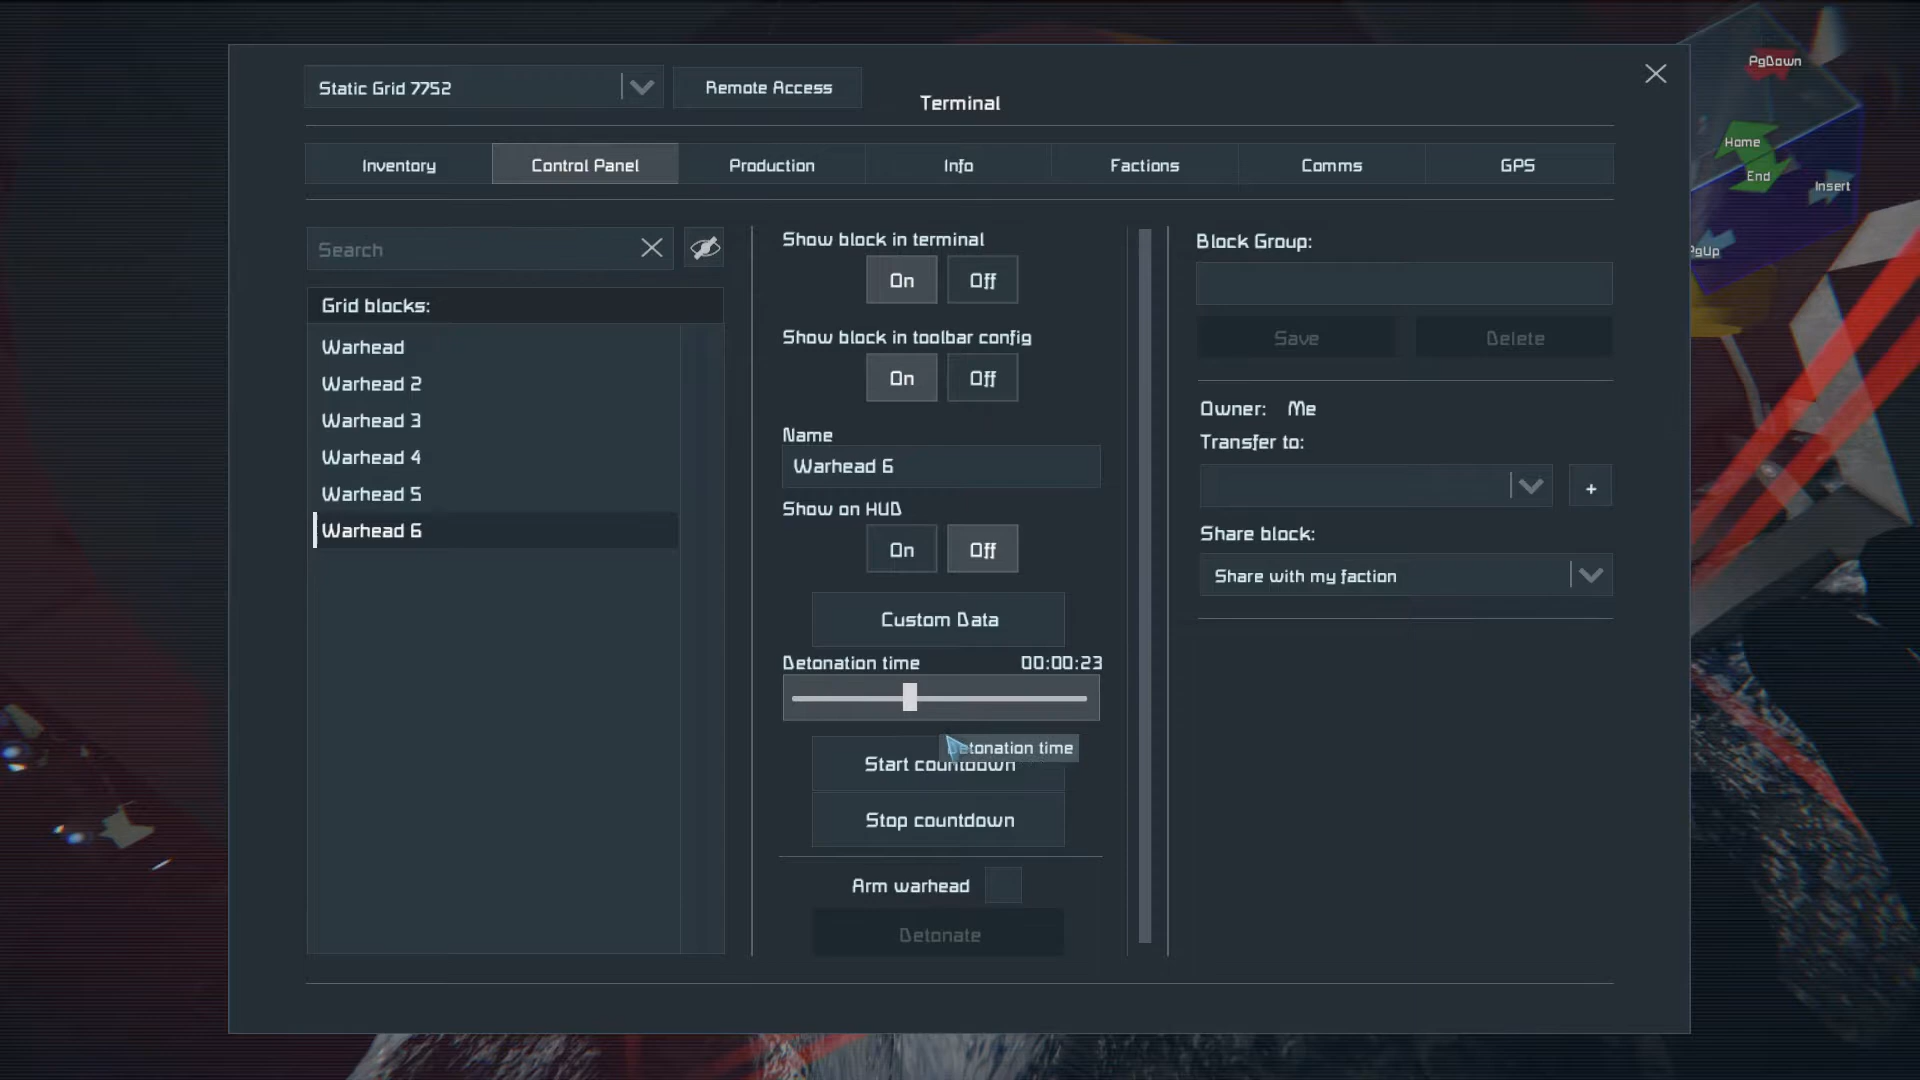 Static Grid 7752
Remote Access
Terminal
Inventory
Control Panel
Production
Info
Factions
Comms
GPS
Search
Grid blocks:
Warhead
Warhead 2
Warhead 3
Warhead 4
Warhead 5
Warhead 6
Show block in terminal
On Off
Show block in toolbar config
On Off
Name
Warhead 6
Show on HUD
On Off
Custom Data
Detonation time 00:00:23
Detonation time
Start countdown
Stop countdown
Arm warhead
Detonate
Block Group:
Save Delete
Owner: Me
Transfer to:
+
Share block:
Share with my faction
PgDown
Home
End
Insert
PgUp